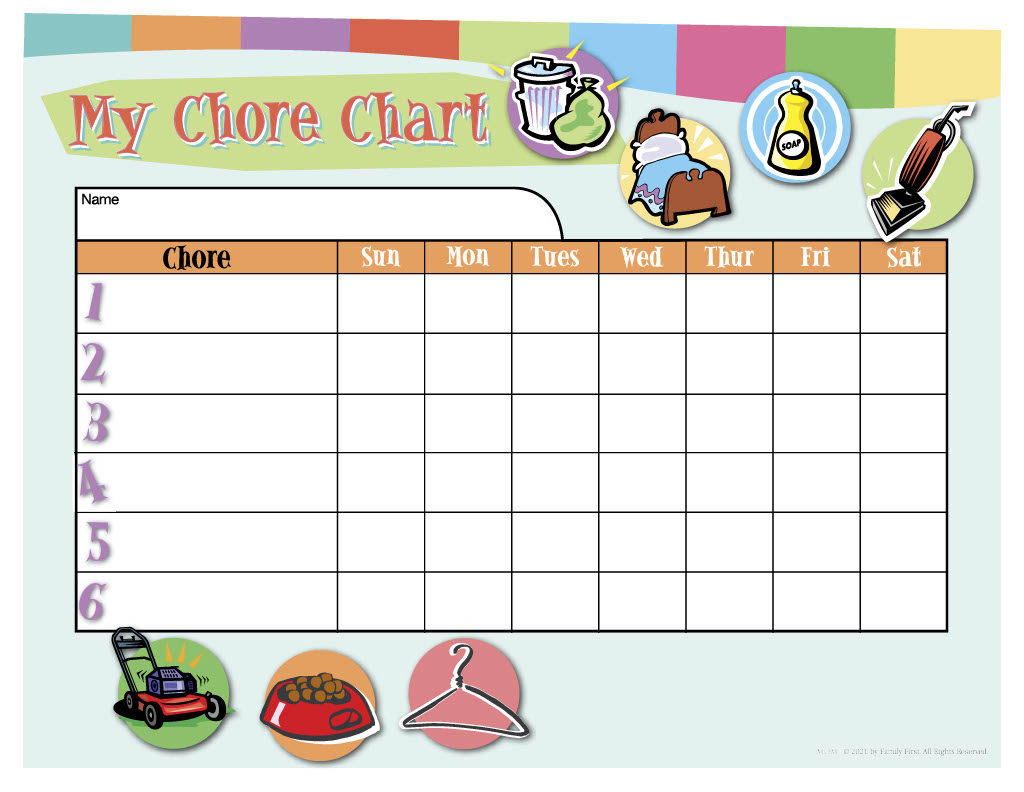 My Chore Chart
SOAP
Name
Chore Sun Mon Tues Wed Thur Fri Sat
1
2
3
4
5
6
© 2021 by Family First. All Rights Reserved.